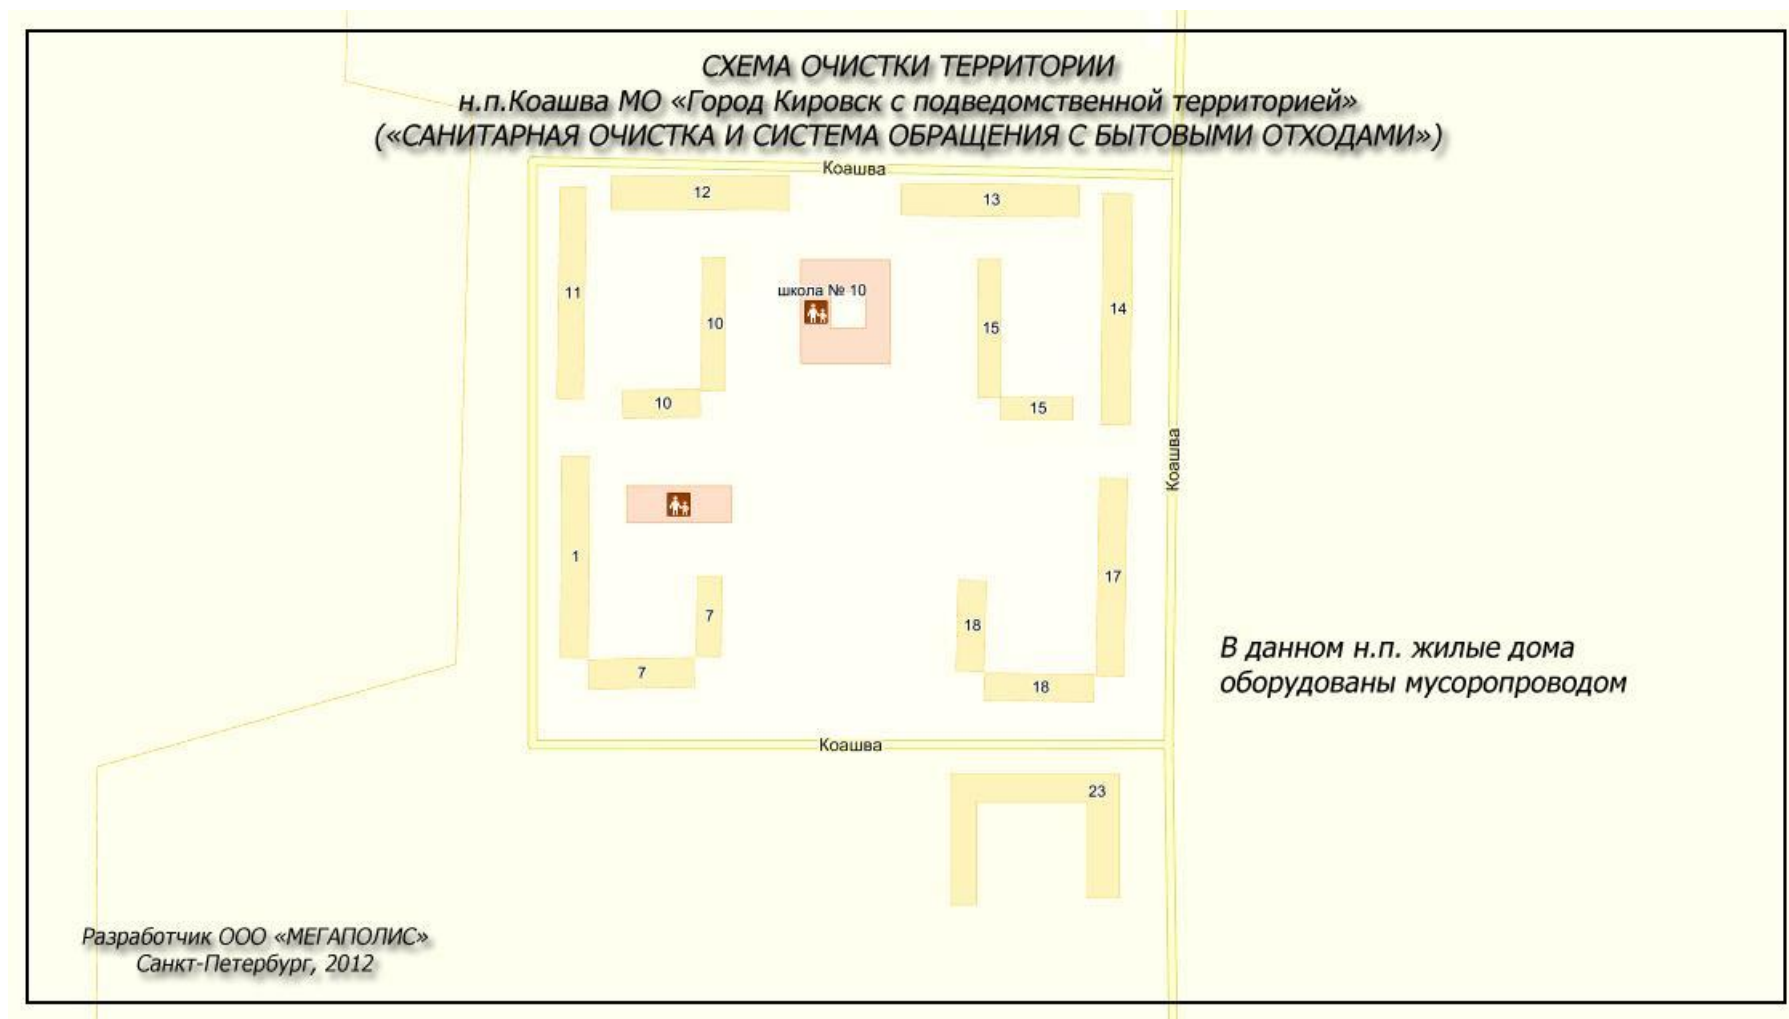 СХЕМА ОЧИСТКИ ТЕРРИТОРИИ
н.п.Коашва МО «Город Кировск с подведомственной территорией»
(«САНИТАРНАЯ ОЧИСТКА И СИСТЕМА ОБРАЩЕНИЯ С БЫТОВЫМИ ОТХОДАМИ»)
Коашва
12
13
11
школа № 10
14
10
15
10
15
Коашва
1
17
7
18
7
18
В данном н.п. жилые дома
оборудованы мусоропроводом
Коашва
23
Разработчик ООО «МЕГАПОЛИС»
Санкт-Петербург, 2012